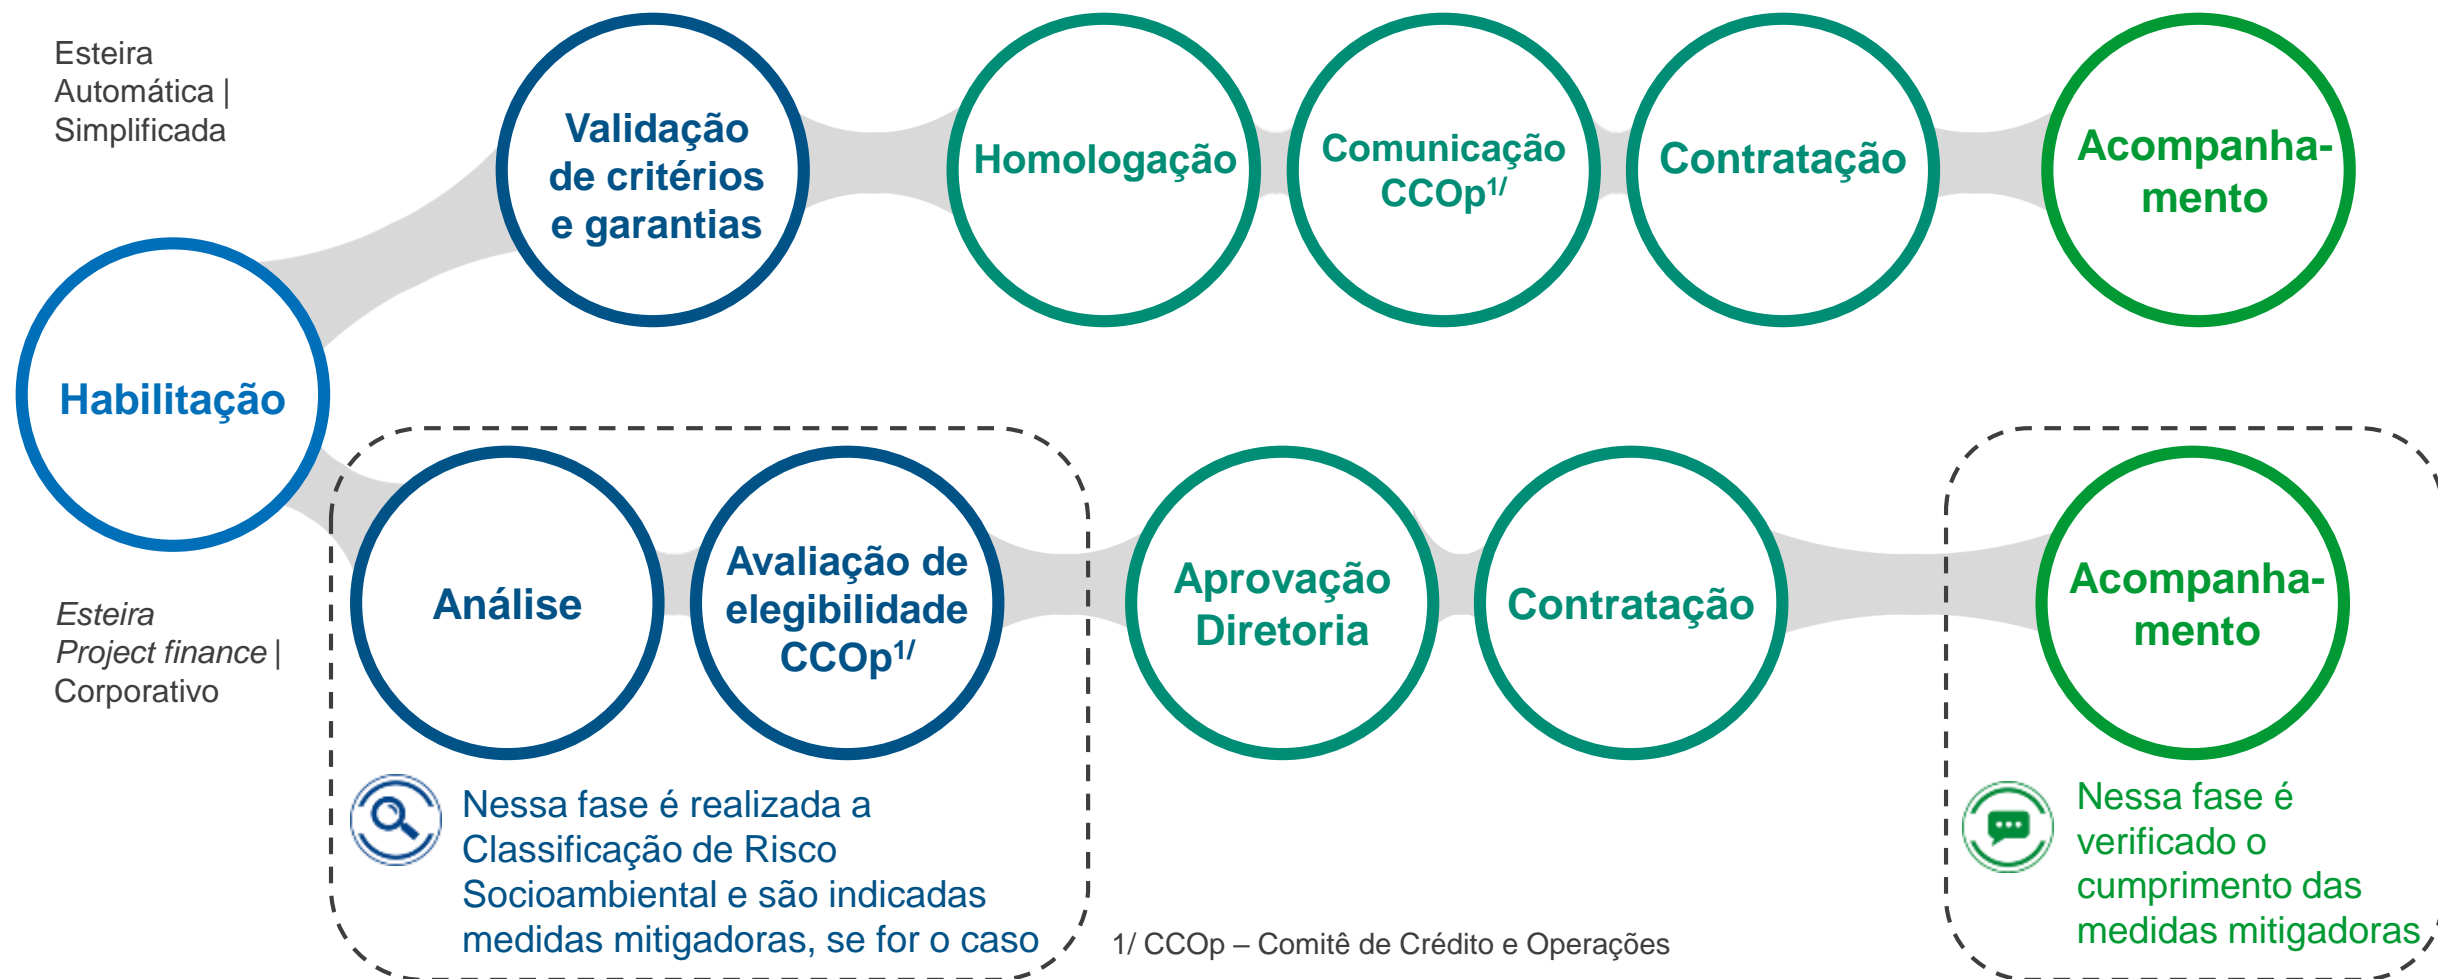 Esteira
Automática |
Simplificada
Validação
de critérios
e garantias
Homologação
Comunicação
CCOp1/
Contratação
Acompanha-
mento
Habilitação
Esteira
Project finance |
Corporativo
Análise
Avaliação de
elegibilidade
CCOp1/
Aprovação
Diretoria
Contratação
Acompanha-
mento
Nessa fase é realizada a
Classificação de Risco
Socioambiental e são indicadas
medidas mitigadoras, se for o caso
Nessa fase é
verificado o
cumprimento das
medidas mitigadoras
1/ CCOp – Comitê de Crédito e Operações